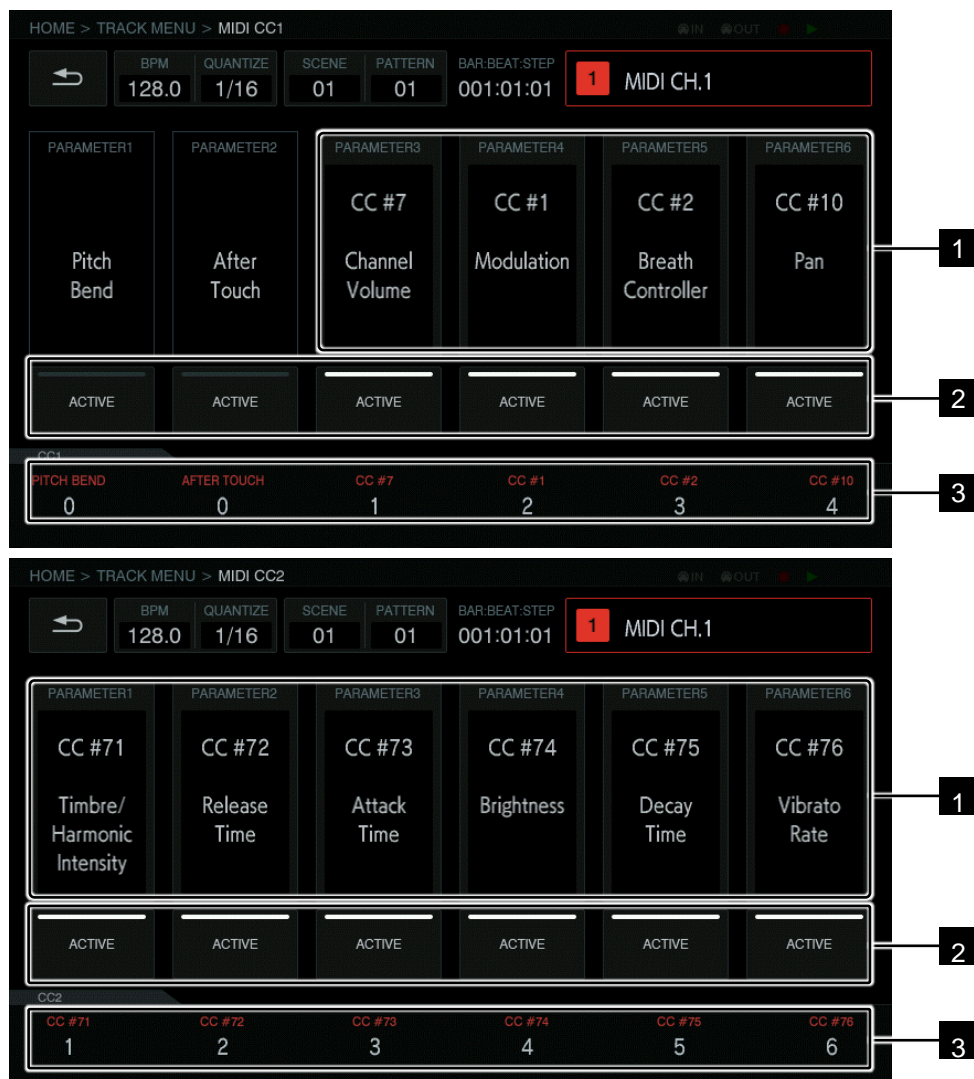 HOME > TRACK MENU > MIDI CC1
IN OUT
BPM QUANTIZE SCENE PATTERN BAR:BEAT:STEP
128.0 1/16 01 01 001:01:01 1 MIDI CH.1
PARAMETER1 PARAMETER2 PARAMETER3 PARAMETER4 PARAMETER5 PARAMETER6
CC #7 CC #1 CC #2 CC #10
1
Pitch After Channel Modulation Breath Pan
Bend Touch Volume Controller
ACTIVE ACTIVE ACTIVE ACTIVE ACTIVE ACTIVE
2
CC1
PITCH BEND AFTER TOUCH CC #7 CC #1 CC #2 CC #10
0 0 1 2 3 4
3
HOME > TRACK MENU > MIDI CC2
IN OUT
BPM QUANTIZE SCENE PATTERN BAR:BEAT:STEP
128.0 1/16 01 01 001:01:01 1 MIDI CH.1
PARAMETER1 PARAMETER2 PARAMETER3 PARAMETER4 PARAMETER5 PARAMETER6
CC #71 CC #72 CC #73 CC #74 CC #75 CC #76
1
Timbre/ Release Attack Brightness Decay Vibrato
Harmonic Time Time Time Rate
Intensity
ACTIVE ACTIVE ACTIVE ACTIVE ACTIVE ACTIVE
2
CC2
CC #71 CC #72 CC #73 CC #74 CC #75 CC #76
1 2 3 4 5 6
3